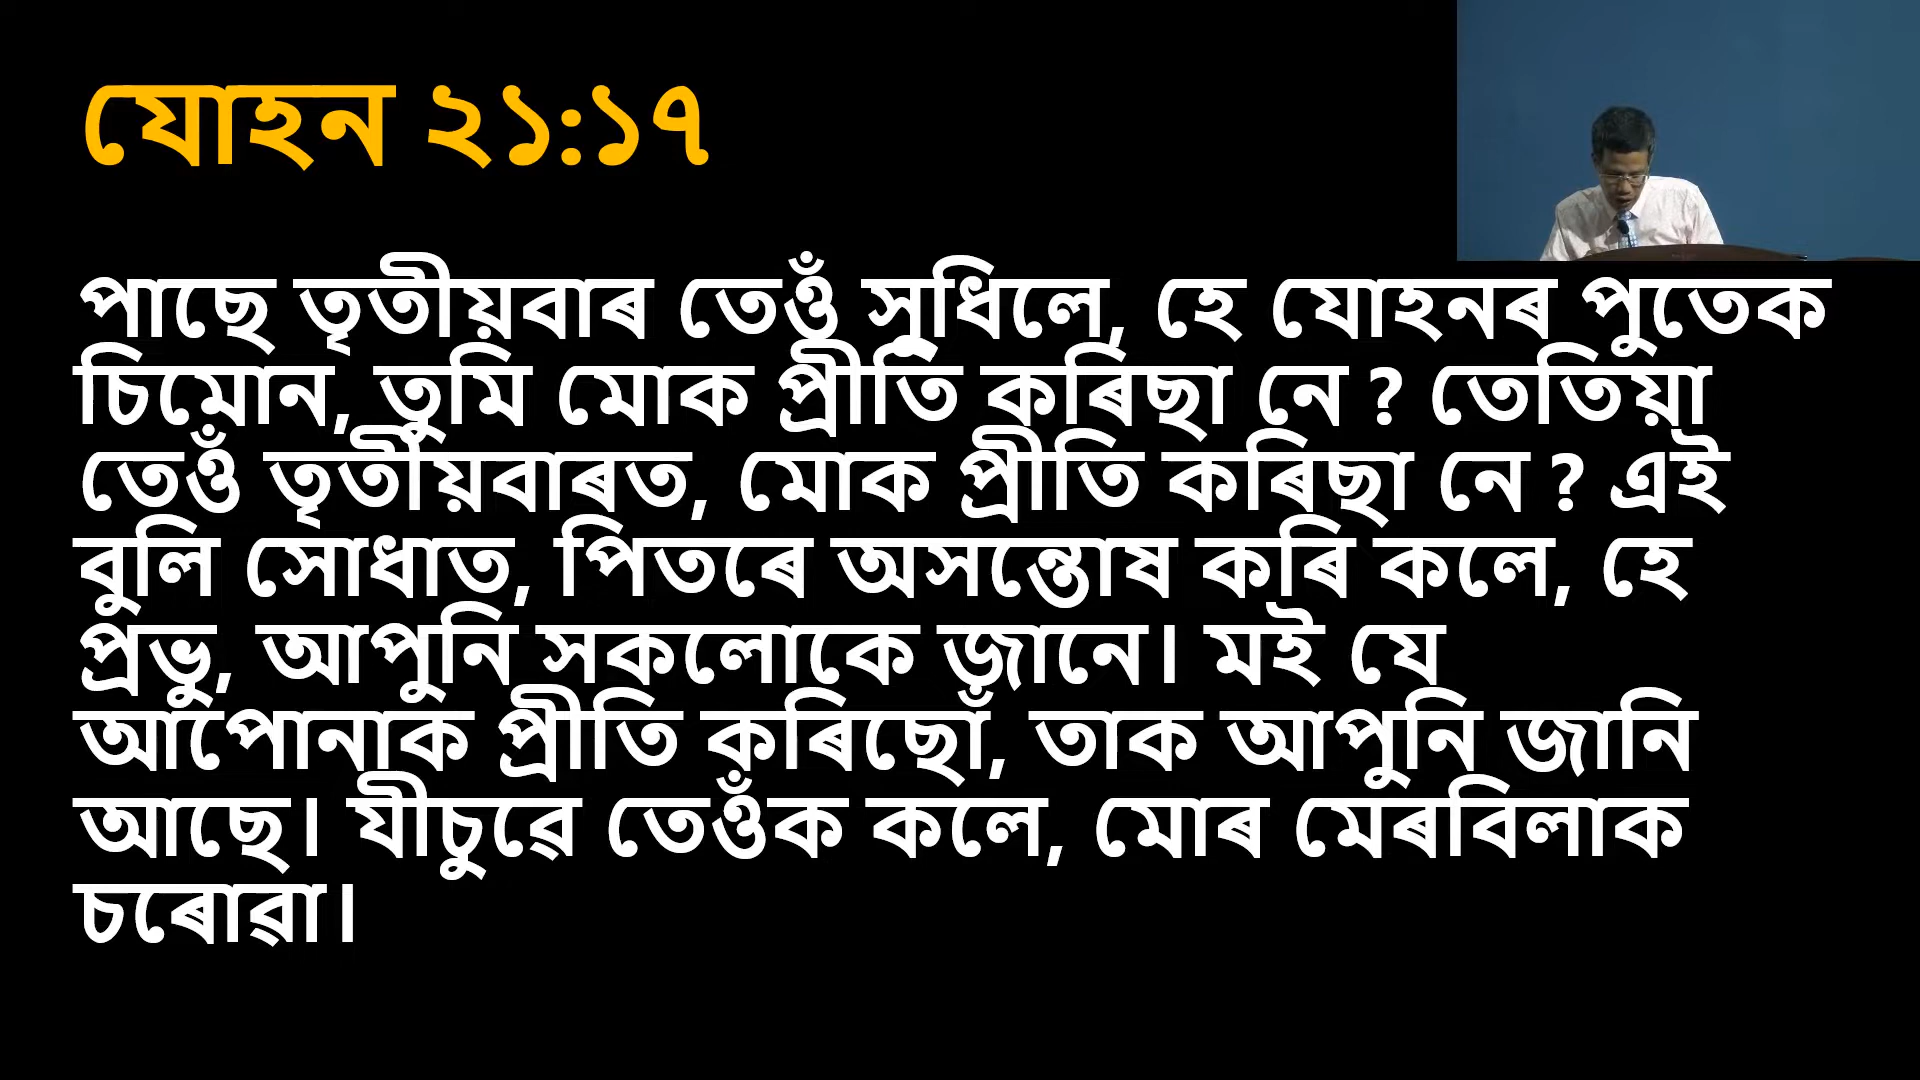 যোহন ২১:১৭
পাছে তৃতীয়বাৰ তেওঁ সুধিলে, হে যোহনৰ পুতেক
চিমোন, তুমি মোক প্ৰীতি কৰিছা নে ? তেতিয়া
তেওঁ তৃতীয়বাৰত, মোক প্ৰীতি কৰিছা নে ? এই
বুলি সোধাত, পিতৰে অসন্তোষ কৰি কলে, হে
প্ৰভু, আপুনি সকলোকে জানে। মই যে
আপোনাক প্ৰীতি কৰিছোঁ, তাক আপুনি জানি
আছে। যীচুৱে তেওঁক কলে, মোৰ মেৰবিলাক
চৰোৱা।